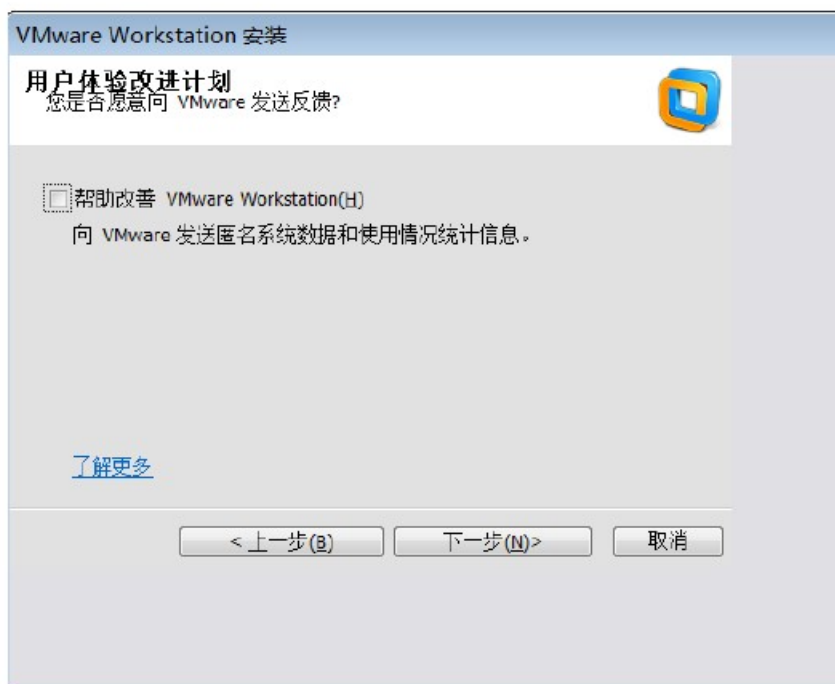 VMware Workstation 安装
用户体验改进计划
您是否愿意向 VMware 发送反馈?
帮助改善 VMware Workstation(H)
向 VMware 发送匿名系统数据和使用情况统计信息。
了解更多
< 上一步(B)
下一步(N)>
取消